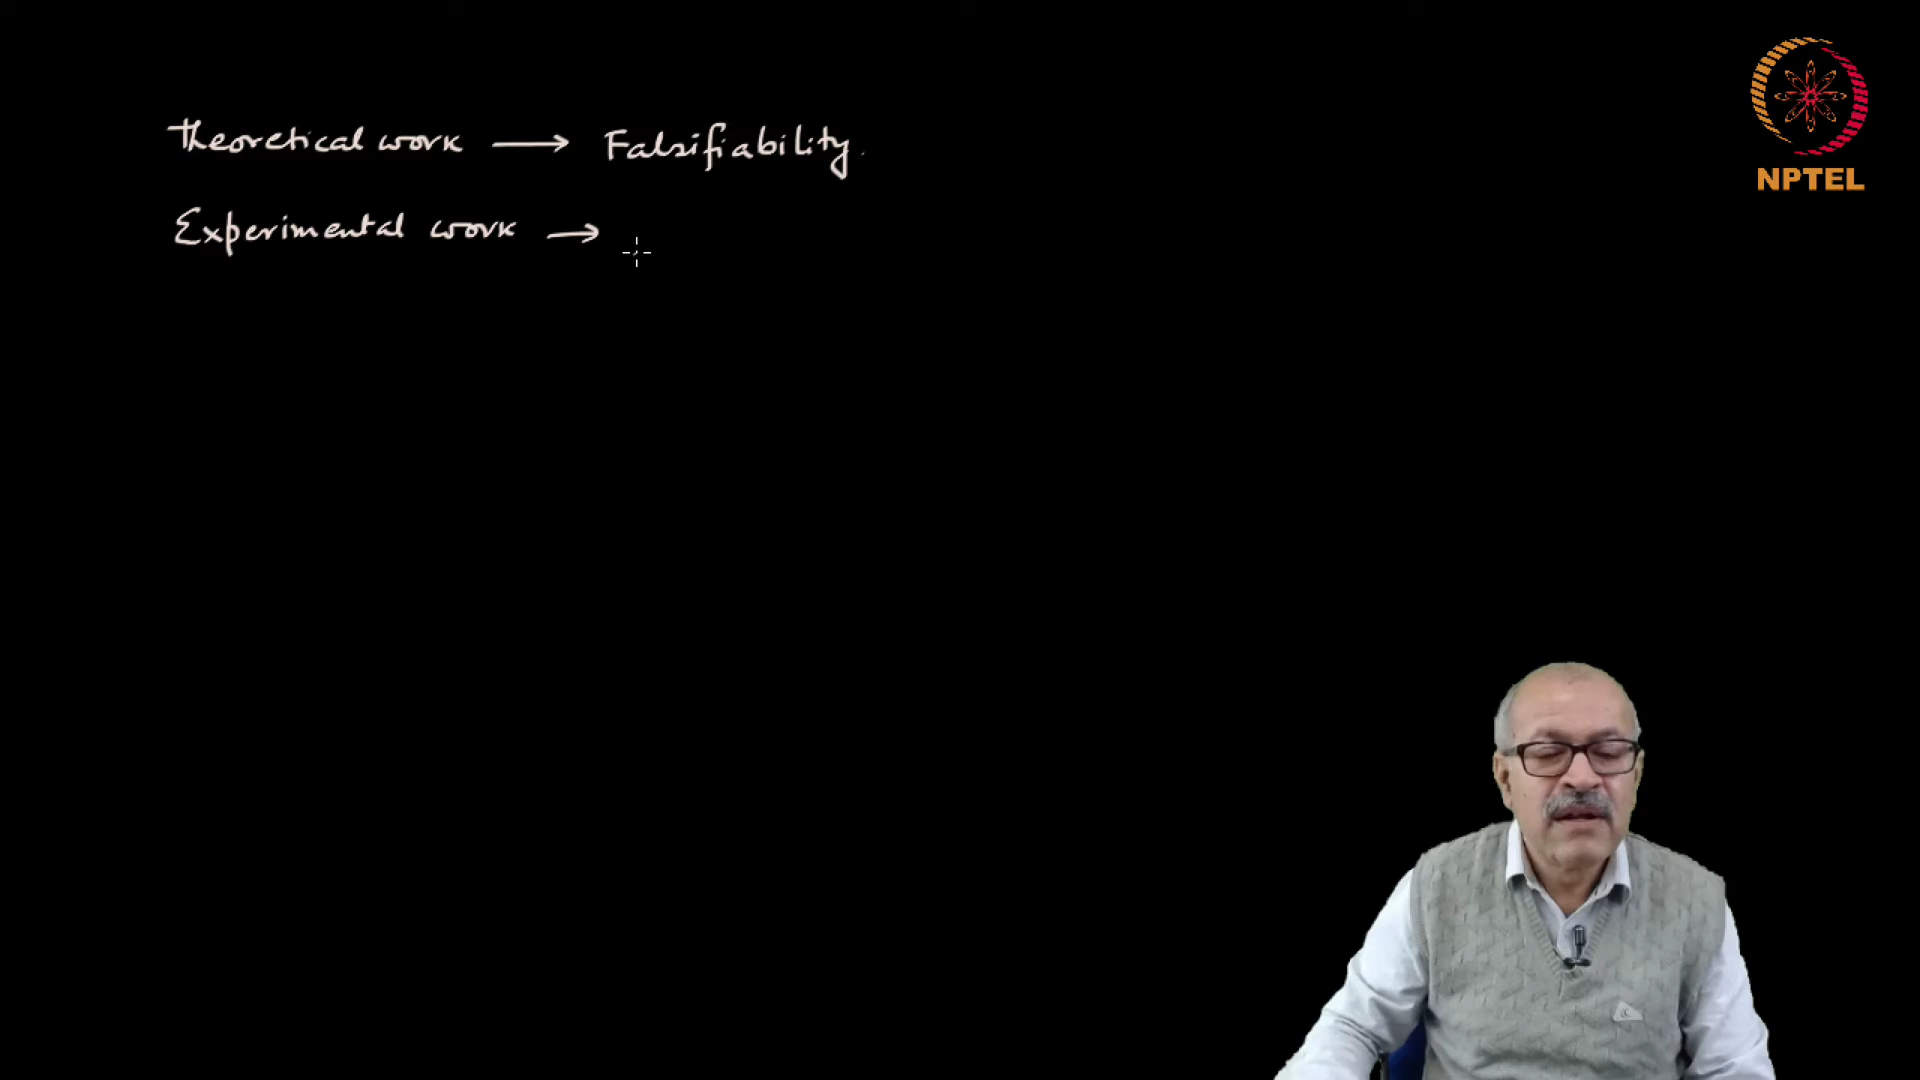 NPTEL
Theoretical work → Falsifiability.
Experimental work →